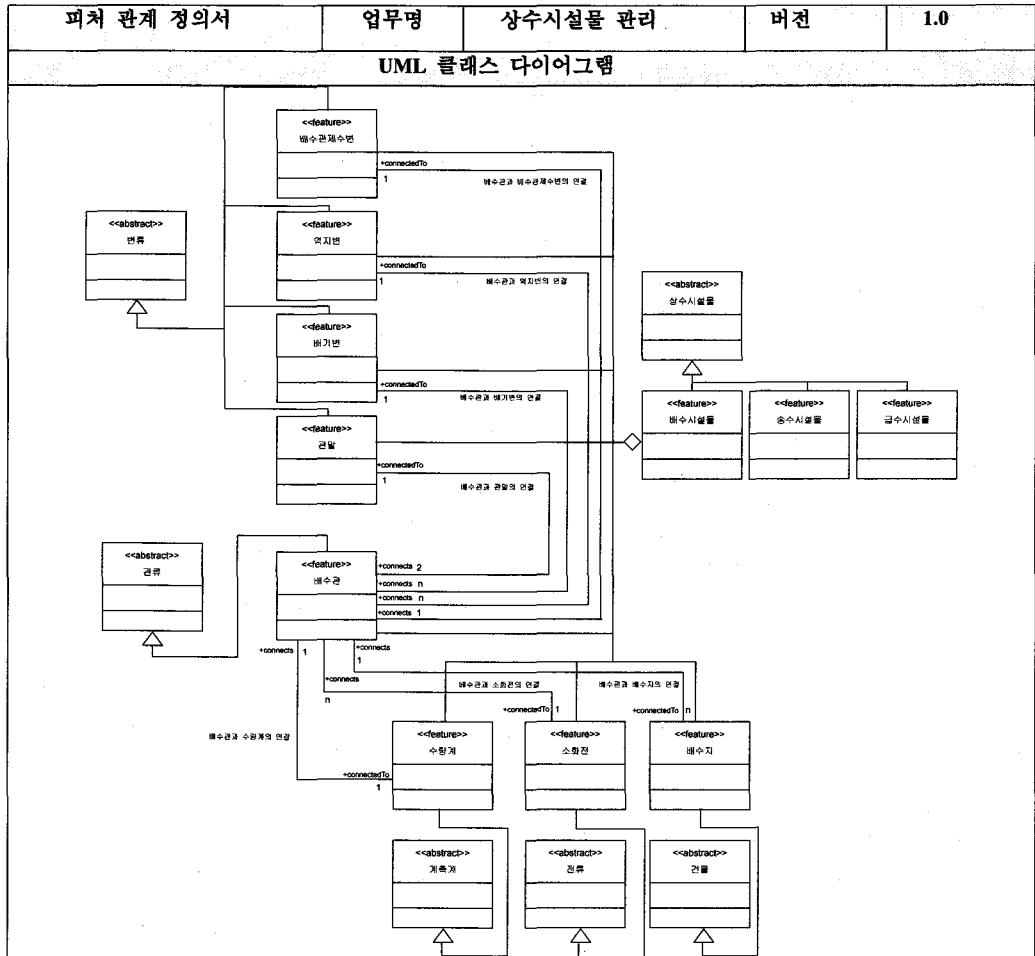 피처 관계 정의서
업무명
상수시설물 관리
버전
1.0
UML 클래스 다이어그램
<<feature>>
배수관제수변
+connectedTo
1
배수관과 배수관제수변의 연결
<<abstract>>
변류
<<feature>>
역지변
+connectedTo
1
배수관과 역지변의 연결
<<abstract>>
상수시설물
<<feature>>
배기변
+connectedTo
1
배수관과 배기변의 연결
<<feature>>
배수시설물
<<feature>>
송수시설물
<<feature>>
급수시설물
<<feature>>
관말
+connectedTo
1
배수관과 관말의 연결
<<abstract>>
관류
<<feature>>
배수관
+connects 2
+connects n
+connects n
+connects 1
+connects 1
+connects
n
+connects
1
배수관과 소화전의 연결
배수관과 배수지의 연결
+connectedTo 1
+connectedTo n
배수관과 수량계의 연결
+connectedTo
1
<<feature>>
수량계
<<feature>>
소화전
<<feature>>
배수지
<<abstract>>
계측계
<<abstract>>
전류
<<abstract>>
건물